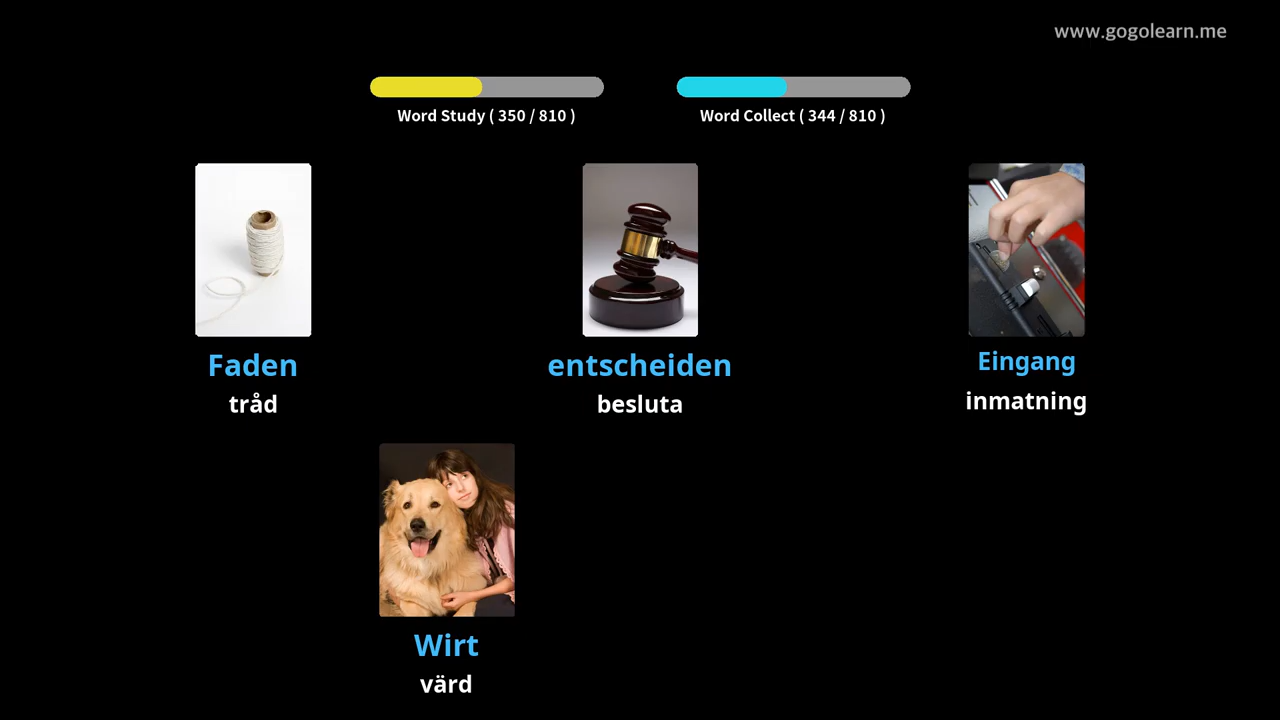 www.gogolearn.me
Word Study ( 350 / 810 )
Word Collect ( 344 / 810 )
Faden
tråd
entscheiden
besluta
Eingang
inmatning
Wirt
värd